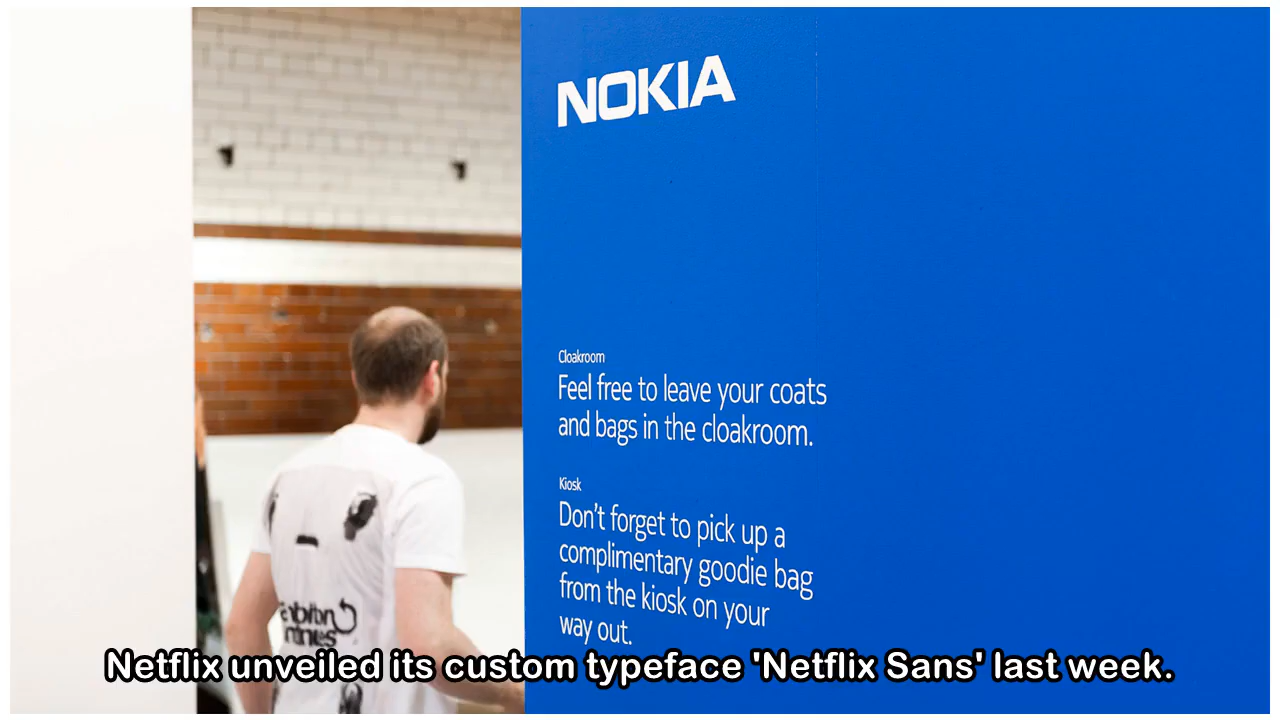 NOKIA
Cloakroom
Feel free to leave your coats
and bags in the cloakroom.
Kiosk
Don't forget to pick up a
complimentary goodie bag
from the kiosk on your
way out.
Netflix unveiled its custom typeface 'Netflix Sans' last week.